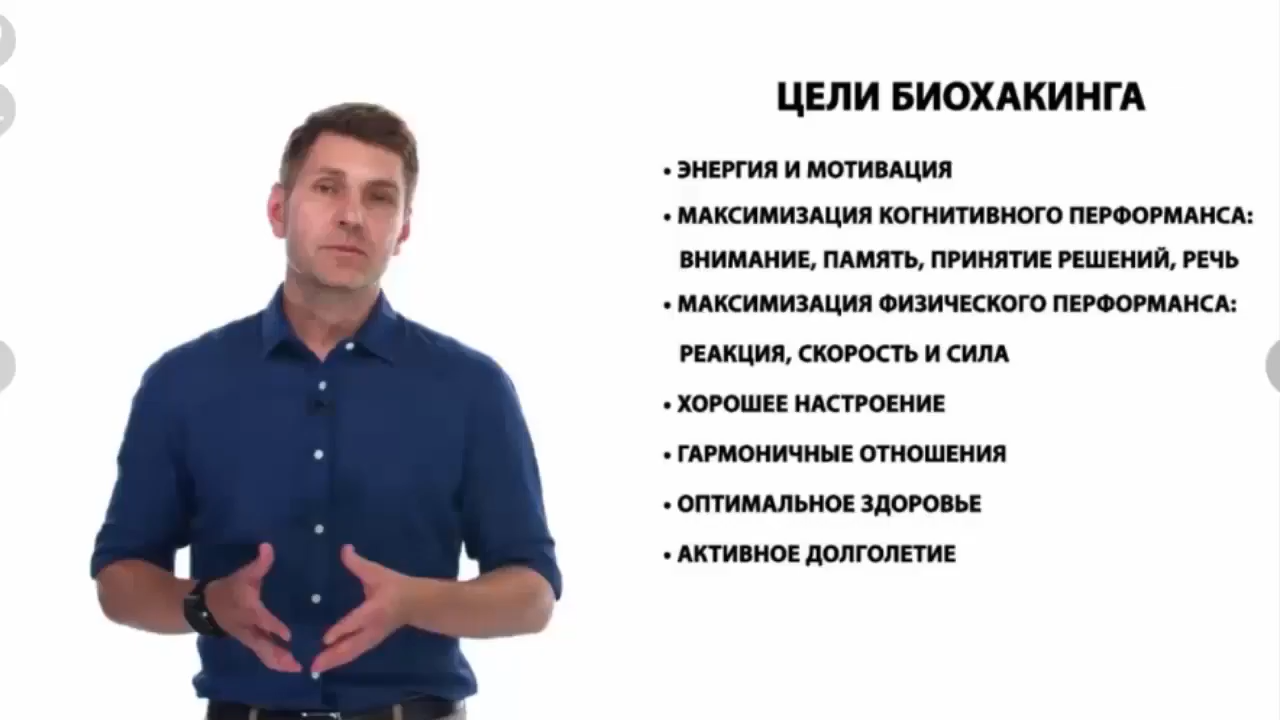 ЦЕЛИ БИОХАКИНГА
• ЭНЕРГИЯ И МОТИВАЦИЯ
• МАКСИМИЗАЦИЯ КОГНИТИВНОГО ПЕРФОРМАНСА:
ВНИМАНИЕ, ПАМЯТЬ, ПРИНЯТИЕ РЕШЕНИЙ, РЕЧЬ
• МАКСИМИЗАЦИЯ ФИЗИЧЕСКОГО ПЕРФОРМАНСА:
РЕАКЦИЯ, СКОРОСТЬ И СИЛА
• ХОРОШЕЕ НАСТРОЕНИЕ
• ГАРМОНИЧНЫЕ ОТНОШЕНИЯ
• ОПТИМАЛЬНОЕ ЗДОРОВЬЕ
• АКТИВНОЕ ДОЛГОЛЕТИЕ